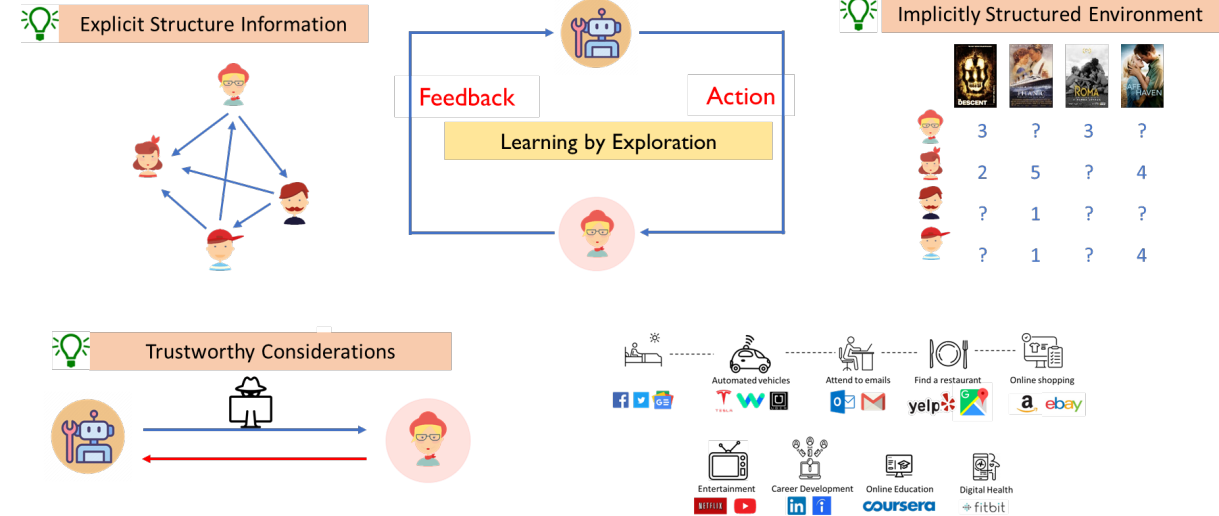 Explicit Structure Information
Feedback
Action
Learning by Exploration
Implicitly Structured Environment
DESCENT
ROMA
HAVEN
3 ? 3 ?
2 5 ? 4
? 1 ? ?
? 1 ? 4
Trustworthy Considerations
Automated vehicles
Attend to emails
Find a restaurant
Online shopping
TESLA
yelp
G
a
ebay
Entertainment
Career Development
Online Education
Digital Health
NETFLIX
in
i
coursera
fitbit